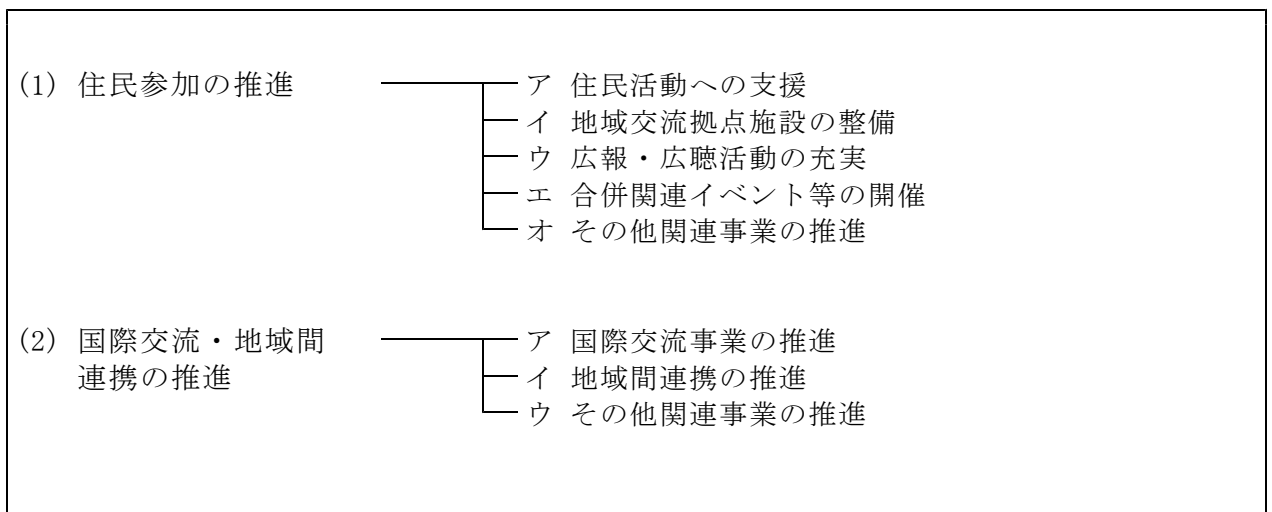 (1) 住民参加の推進 ア 住民活動への支援
イ 地域交流拠点施設の整備
ウ 広報・広聴活動の充実
エ 合併関連イベント等の開催
オ その他関連事業の推進
(2) 国際交流・地域間 ア 国際交流事業の推進
連携の推進 イ 地域間連携の推進
ウ その他関連事業の推進